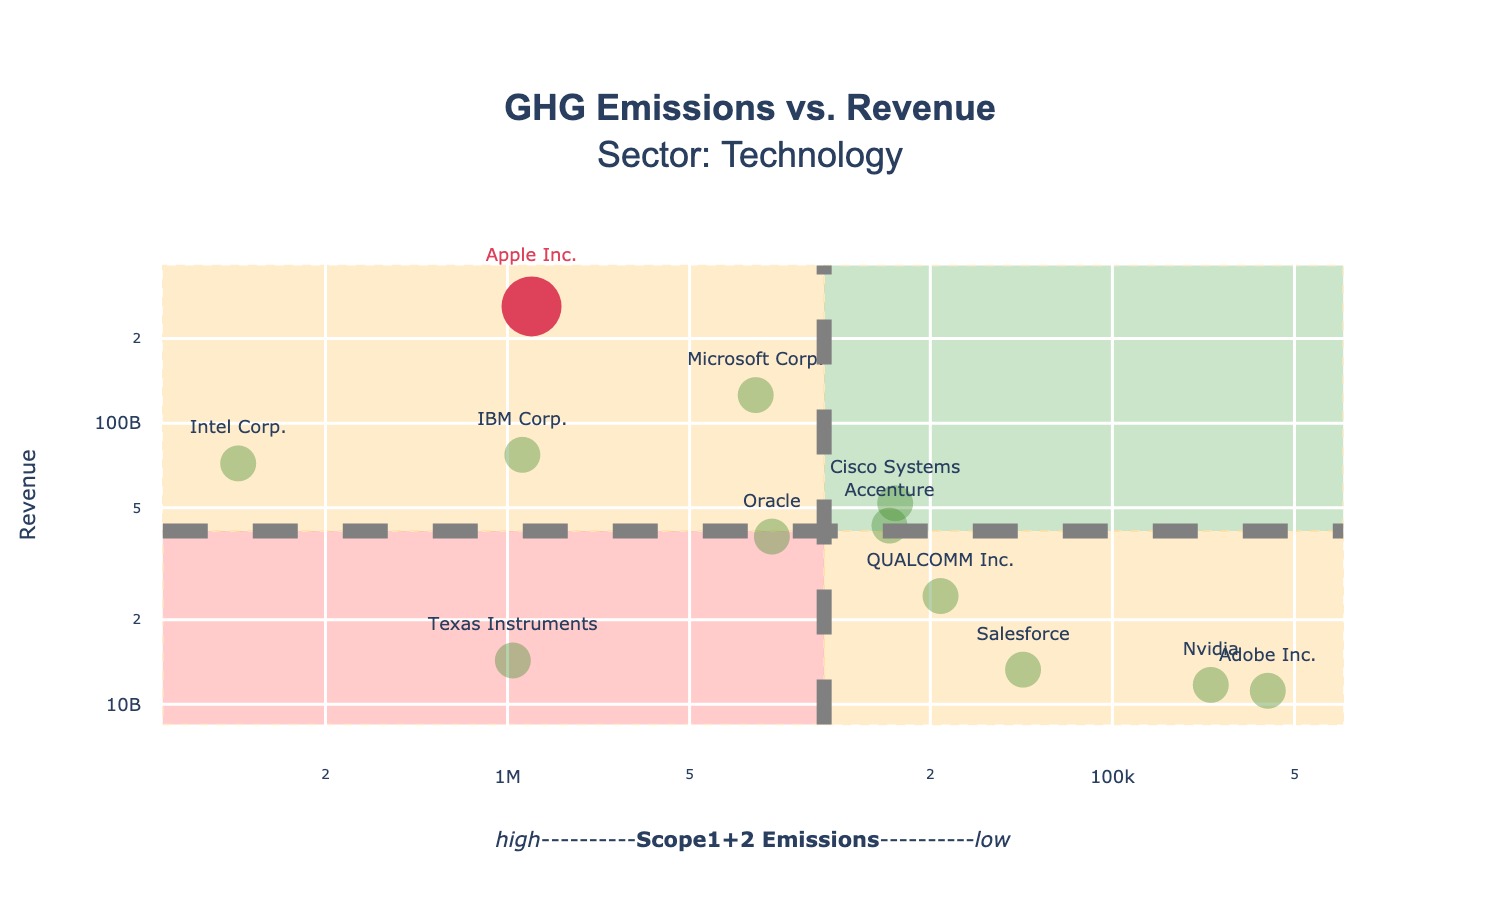 GHG Emissions vs. Revenue
Sector: Technology
Apple Inc.
2
Microsoft Corp.
100B
Intel Corp.
IBM Corp.
Cisco Systems
Accenture
Oracle
5
Revenue
QUALCOMM Inc.
2
Texas Instruments
Salesforce
Nvidia
Adobe Inc.
10B
2 1M 5 2 100k 5
high----------Scope1+2 Emissions----------low